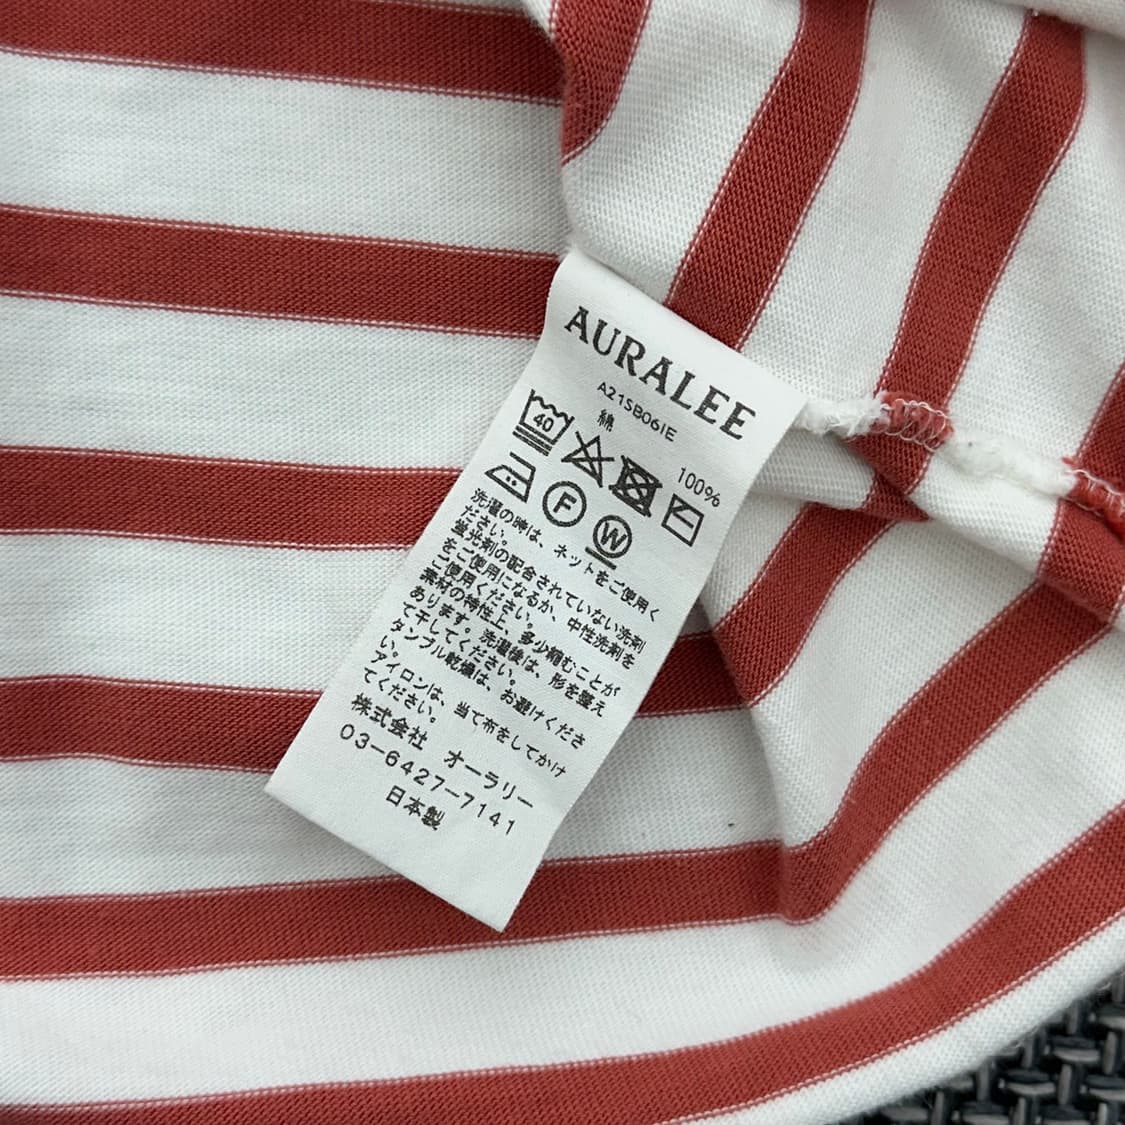 AURALEE
A21SB06IE
綿 100%
40
F
W
洗濯の時は、ネットをご使用く
ださい。
蛍光剤の配合されていない洗剤
をご使用になるか、中性洗剤を
ご使用ください。
素材の特性上、多少縮むことが
あります。洗濯後は、形を整え
て干してください。
タンブル乾燥は、お避けくださ
い。
アイロンは、当て布をしてかけ
てください。
株式会社 オーラリー
03-6427-7141
日本製